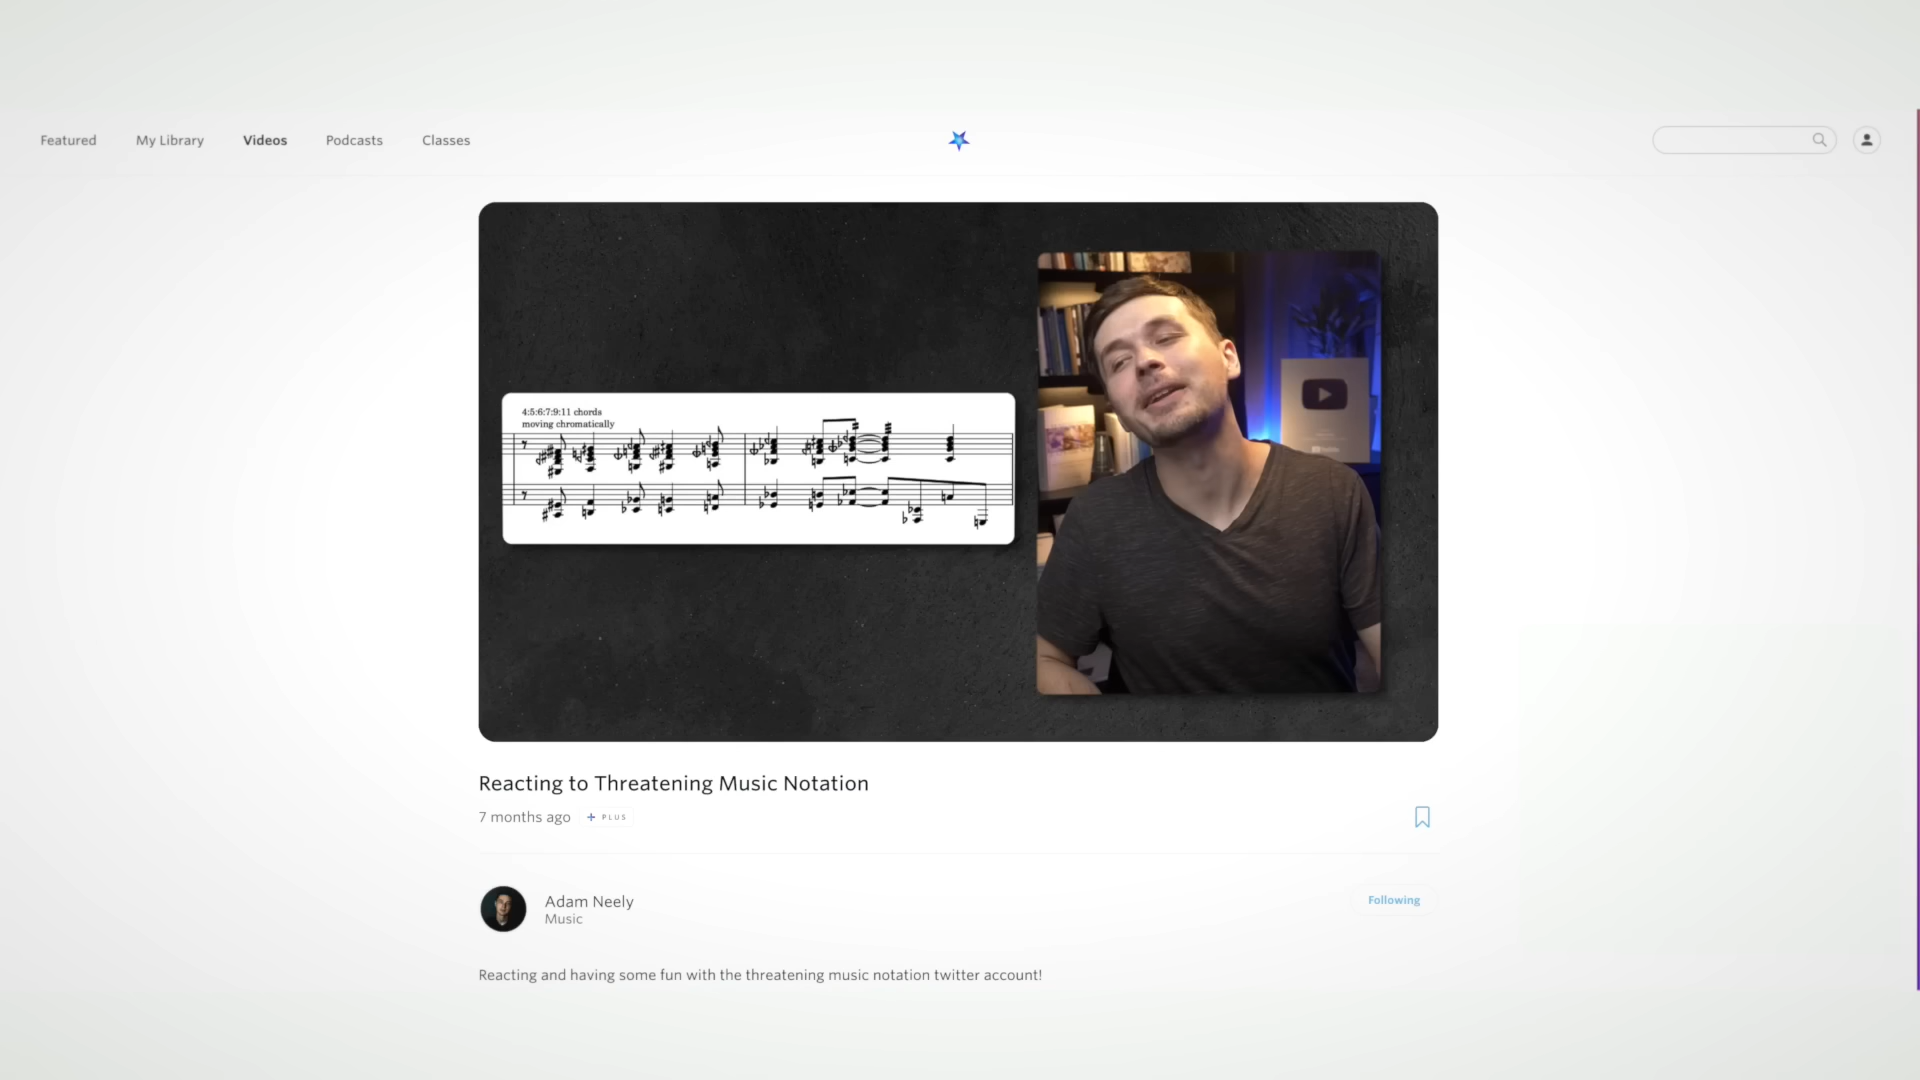 Featured
My Library
Videos
Podcasts
Classes
4:5:6:7:9:11 chords
moving chromatically
Reacting to Threatening Music Notation
7 months ago
+ PLUS
Adam Neely
Music
Following
Reacting and having some fun with the threatening music notation twitter account!